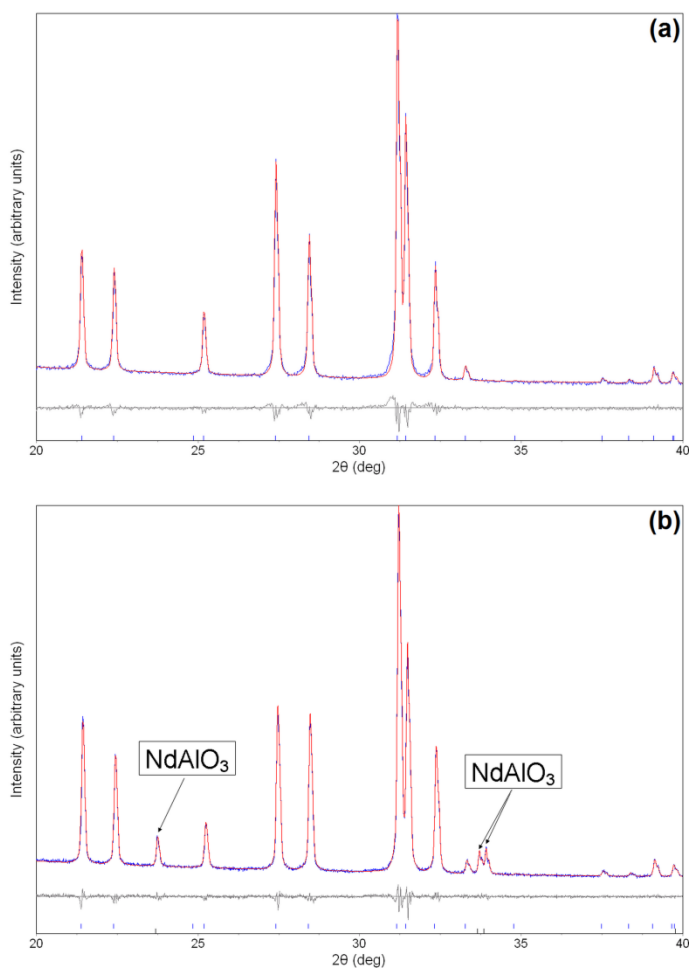 (a)
Intensity (arbitrary units)
20 25 30 35 40
2θ (deg)
(b)
Intensity (arbitrary units)
NdAlO₃
NdAlO₃
20 25 30 35 40
2θ (deg)